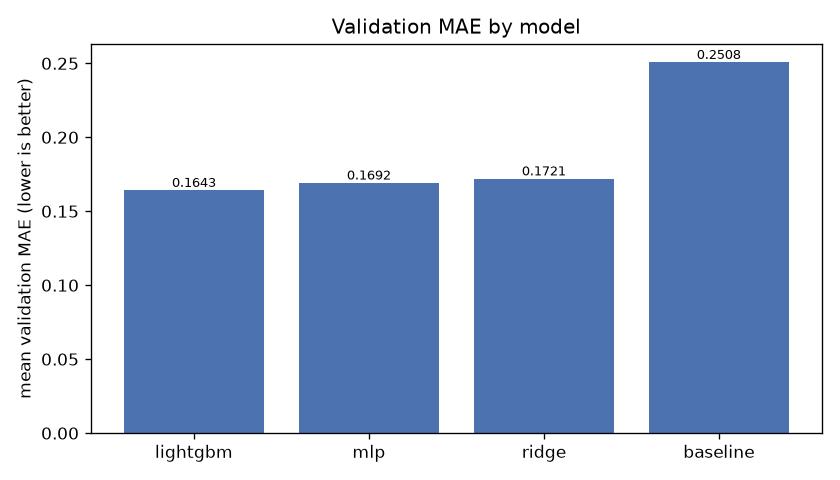 Validation MAE by model
mean validation MAE (lower is better)
0.25
0.20
0.15
0.10
0.05
0.00
0.1643
0.1692
0.1721
0.2508
lightgbm
mlp
ridge
baseline